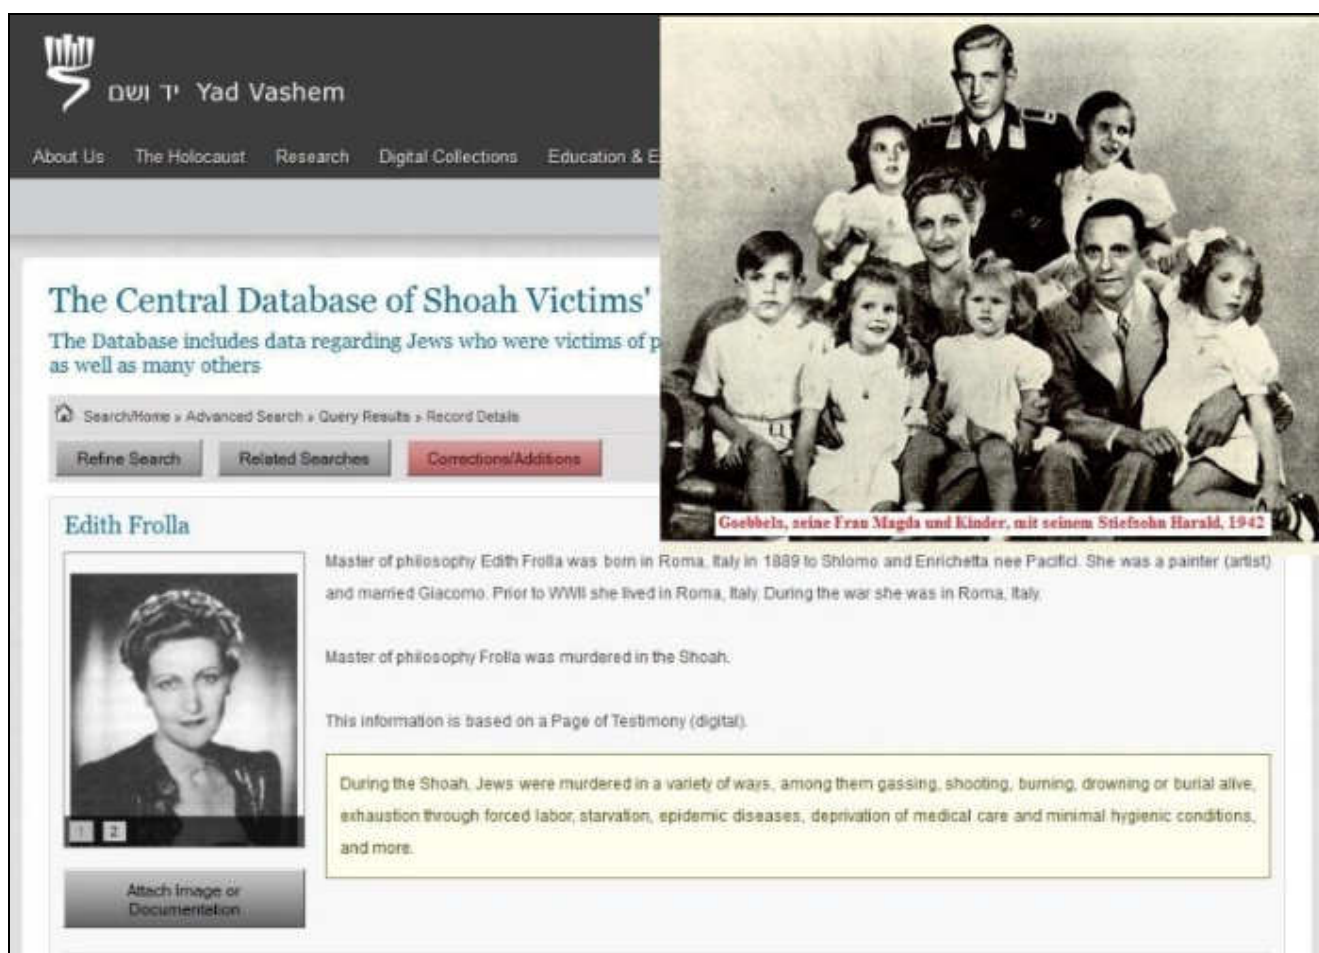 יד ושם Yad Vashem
About Us The Holocaust Research Digital Collections Education & E
The Central Database of Shoah Victims'
The Database includes data regarding Jews who were victims of p
as well as many others
Search/Home » Advanced Search » Query Results » Record Details
Refine Search Related Searches Corrections/Additions
Goebbels, seine Frau Magda und Kinder, mit seinem Stiefsohn Harald, 1942
Edith Frolla
Master of philosophy Edith Frolla was born in Roma, Italy in 1889 to Shlomo and Enrichetta nee Pacifici. She was a painter (artist)
and married Giacomo. Prior to WWII she lived in Roma, Italy. During the war she was in Roma, Italy.
Master of philosophy Frolla was murdered in the Shoah.
This information is based on a Page of Testimony (digital).
During the Shoah, Jews were murdered in a variety of ways, among them gassing, shooting, burning, drowning or burial alive,
exhaustion through forced labor, starvation, epidemic diseases, deprivation of medical care and minimal hygienic conditions,
and more.
1 2
Attach Image or
Documentation